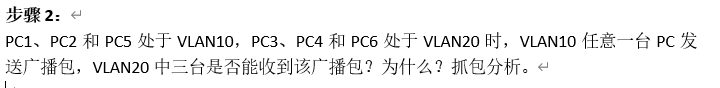 步骤 2：
PC1、PC2 和 PC5 处于 VLAN10，PC3、PC4 和 PC6 处于 VLAN20 时，VLAN10 任意一台 PC 发
送广播包，VLAN20 中三台是否能收到该广播包？为什么？抓包分析。